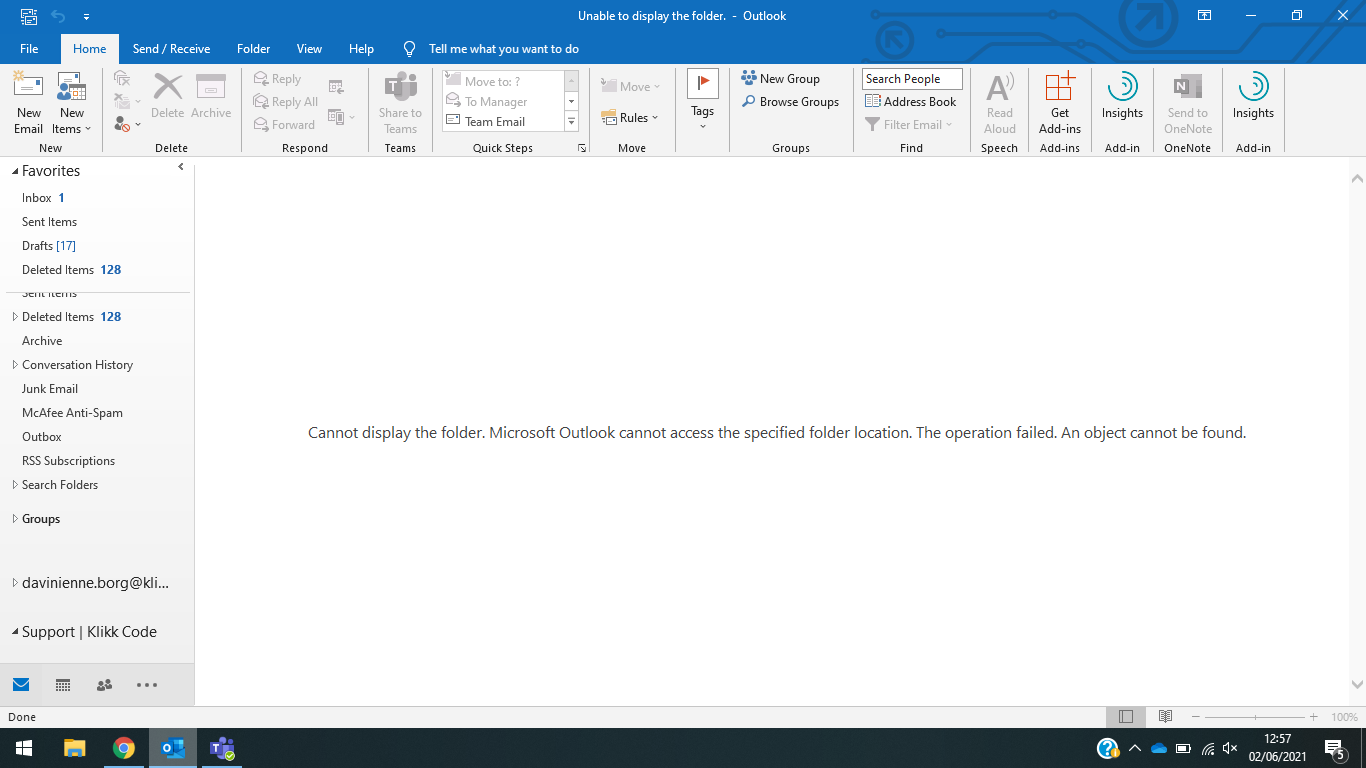 Unable to display the folder. - Outlook
File Home Send / Receive Folder View Help Tell me what you want to do
New Email
New Items
New
Delete
Archive
Delete
Reply
Reply All
Forward
Respond
Share to Teams
Teams
Move to: ?
To Manager
Team Email
Quick Steps
Move
Rules
Move
Tags
New Group
Browse Groups
Groups
Search People
Address Book
Filter Email
Find
Read Aloud
Speech
Get Add-ins
Add-ins
Insights
Add-in
Send to OneNote
OneNote
Insights
Add-in
Favorites
Inbox 1
Sent Items
Drafts [17]
Deleted Items 128
Sent Items
Deleted Items 128
Archive
Conversation History
Junk Email
McAfee Anti-Spam
Outbox
RSS Subscriptions
Search Folders
Groups
davinienne.borg@kli...
Support | Klikk Code
Cannot display the folder. Microsoft Outlook cannot access the specified folder location. The operation failed. An object cannot be found.
Done
100%
12:57
02/06/2021
5